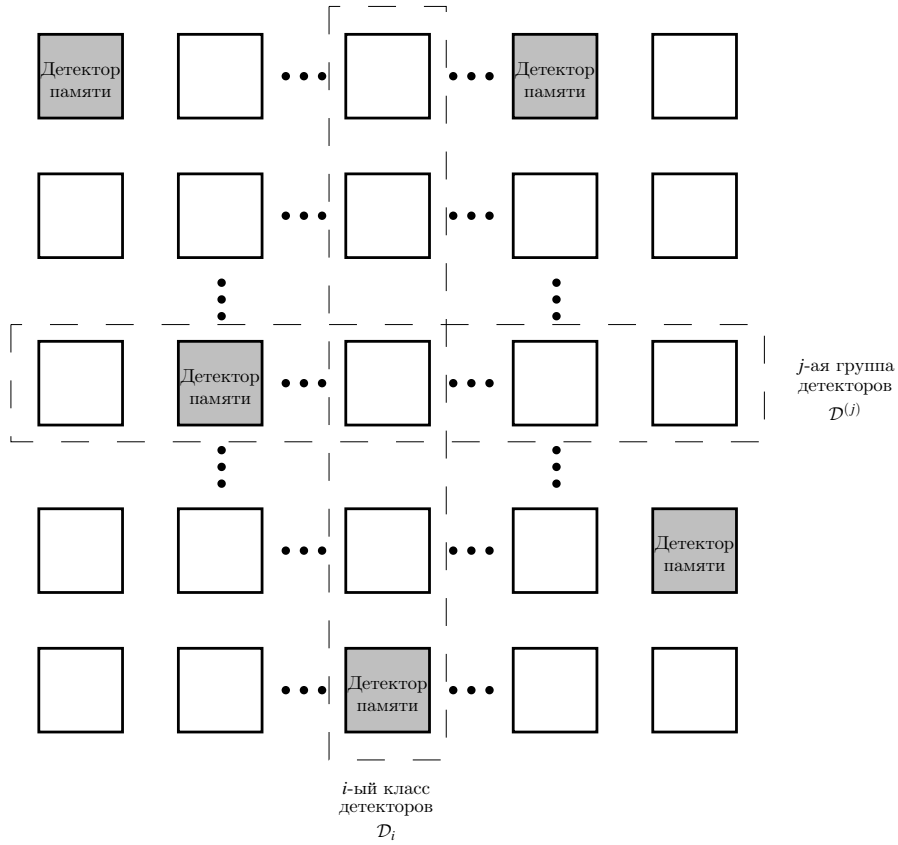 Детектор
памяти
Детектор
памяти
Детектор
памяти
j-ая группа
детекторов
𝒟^(j)
Детектор
памяти
Детектор
памяти
i-ый класс
детекторов
𝒟_i